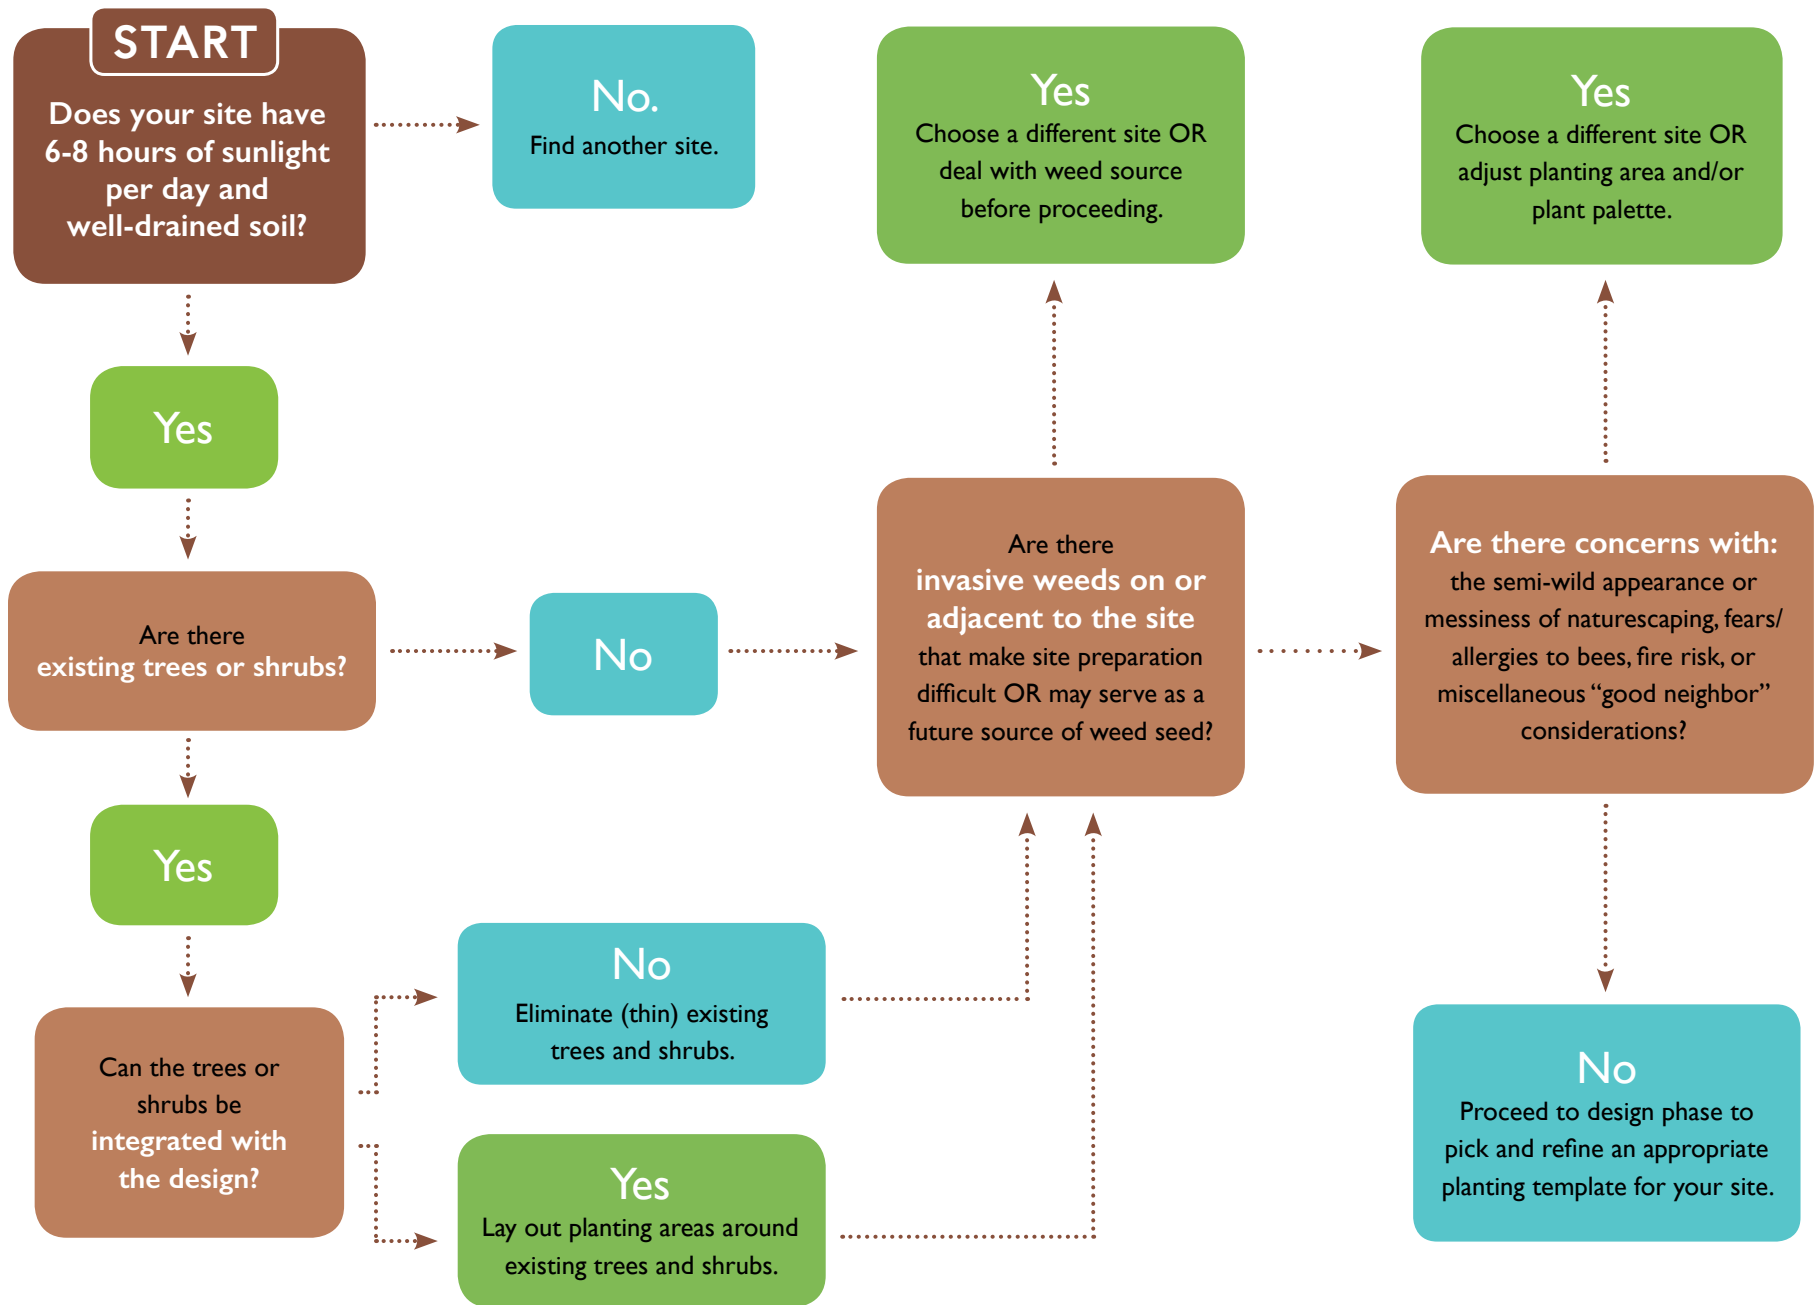 START
Does your site have
6-8 hours of sunlight
per day and
well-drained soil?
No.
Find another site.
Yes
Choose a different site OR
deal with weed source
before proceeding.
Yes
Choose a different site OR
adjust planting area and/or
plant palette.
Yes
Are there
existing trees or shrubs?
No
Are there
invasive weeds on or
adjacent to the site
that make site preparation
difficult OR may serve as a
future source of weed seed?
Are there concerns with:
the semi-wild appearance or
messiness of naturescaping, fears/
allergies to bees, fire risk, or
miscellaneous “good neighbor”
considerations?
Yes
Can the trees or
shrubs be
integrated with
the design?
No
Eliminate (thin) existing
trees and shrubs.
Yes
Lay out planting areas around
existing trees and shrubs.
No
Proceed to design phase to
pick and refine an appropriate
planting template for your site.